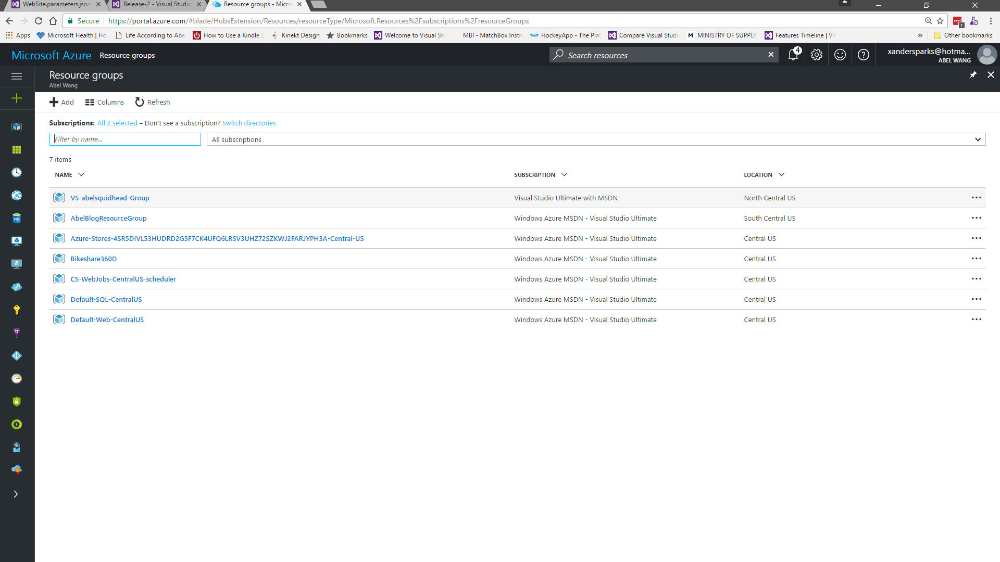 WebSite.parameters.json
Release-2 - Visual Studio
Resource groups - Micro
Secure
https://portal.azure.com/#blade/HubsExtension/Resources/resourceType/Microsoft.Resources%2Fsubscriptions%2FresourceGroups
1
Apps
Microsoft Health | Ho
Life According to Abe
How to Use a Kindle D
Kinekt Design
Bookmarks
Welcome to Visual Stu
MBI - MatchBox Instru
HockeyApp - The Plat
Compare Visual Studio
M MINISTRY OF SUPPLY
Features Timeline | Vis
» Other bookmarks
Microsoft Azure Resource groups
Search resources
4
xandersparks@hotma...
ABEL WANG
Resource groups
Abel Wang
Add Columns Refresh
Subscriptions: All 2 selected – Don't see a subscription? Switch directories
Filter by name...
All subscriptions
7 items
NAME SUBSCRIPTION LOCATION
VS-abelsquidhead-Group Visual Studio Ultimate with MSDN North Central US
AbelBlogResourceGroup Windows Azure MSDN - Visual Studio Ultimate South Central US
Azure-Stores-4SR5DIVL53HUDRD2G5F7CK4UFQ6LRSV3UHZ72SZKWJ2FARJYPH3A-Central-US Windows Azure MSDN - Visual Studio Ultimate Central US
Bikeshare360D Windows Azure MSDN - Visual Studio Ultimate Central US
CS-WebJobs-CentralUS-scheduler Windows Azure MSDN - Visual Studio Ultimate Central US
Default-SQL-CentralUS Windows Azure MSDN - Visual Studio Ultimate Central US
Default-Web-CentralUS Windows Azure MSDN - Visual Studio Ultimate Central US
SQL